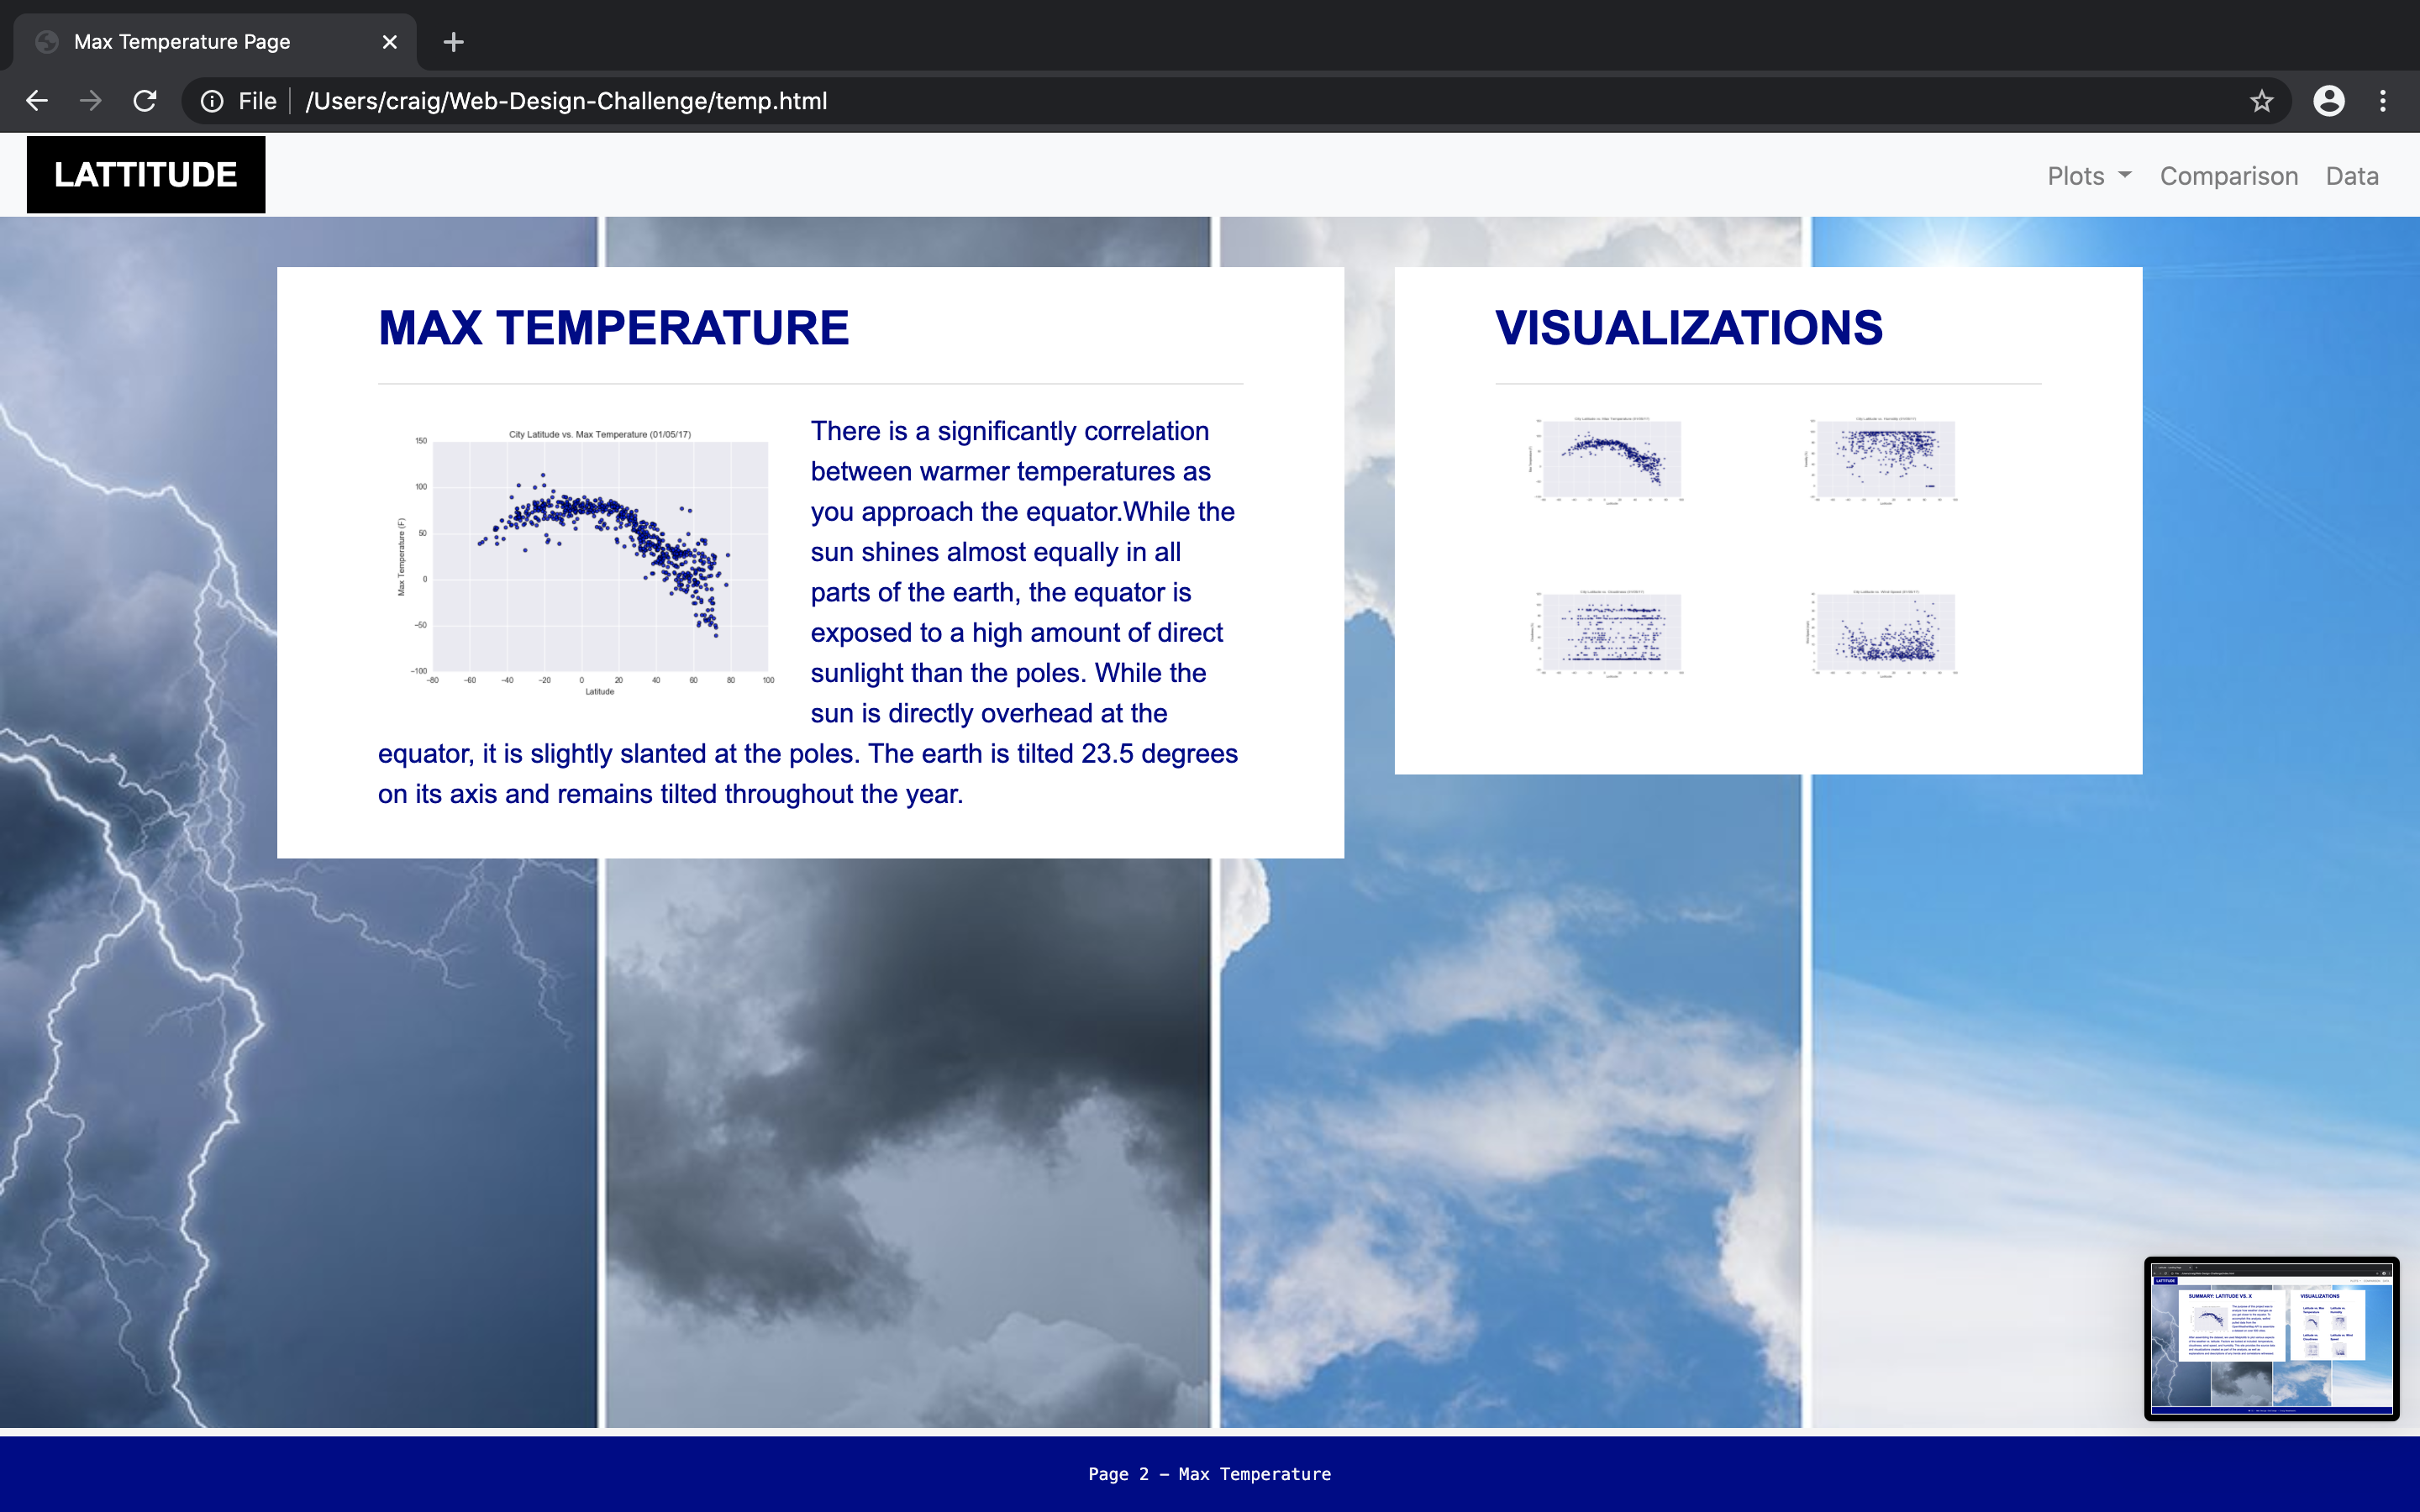 Max Temperature Page
File
/Users/craig/Web-Design-Challenge/temp.html
LATTITUDE
Plots
Comparison
Data
MAX TEMPERATURE
City Latitude vs. Max Temperature (01/05/17)
150
100
50
0
−50
−100
Max Temperature (F)
−80 −60 −40 −20 0 20 40 60 80 100
Latitude
There is a significantly correlation
between warmer temperatures as
you approach the equator.While the
sun shines almost equally in all
parts of the earth, the equator is
exposed to a high amount of direct
sunlight than the poles. While the
sun is directly overhead at the
equator, it is slightly slanted at the poles. The earth is tilted 23.5 degrees
on its axis and remains tilted throughout the year.
VISUALIZATIONS
LATTITUDE
SUMMARY: LATITUDE VS. X
VISUALIZATIONS
Page 2 – Max Temperature